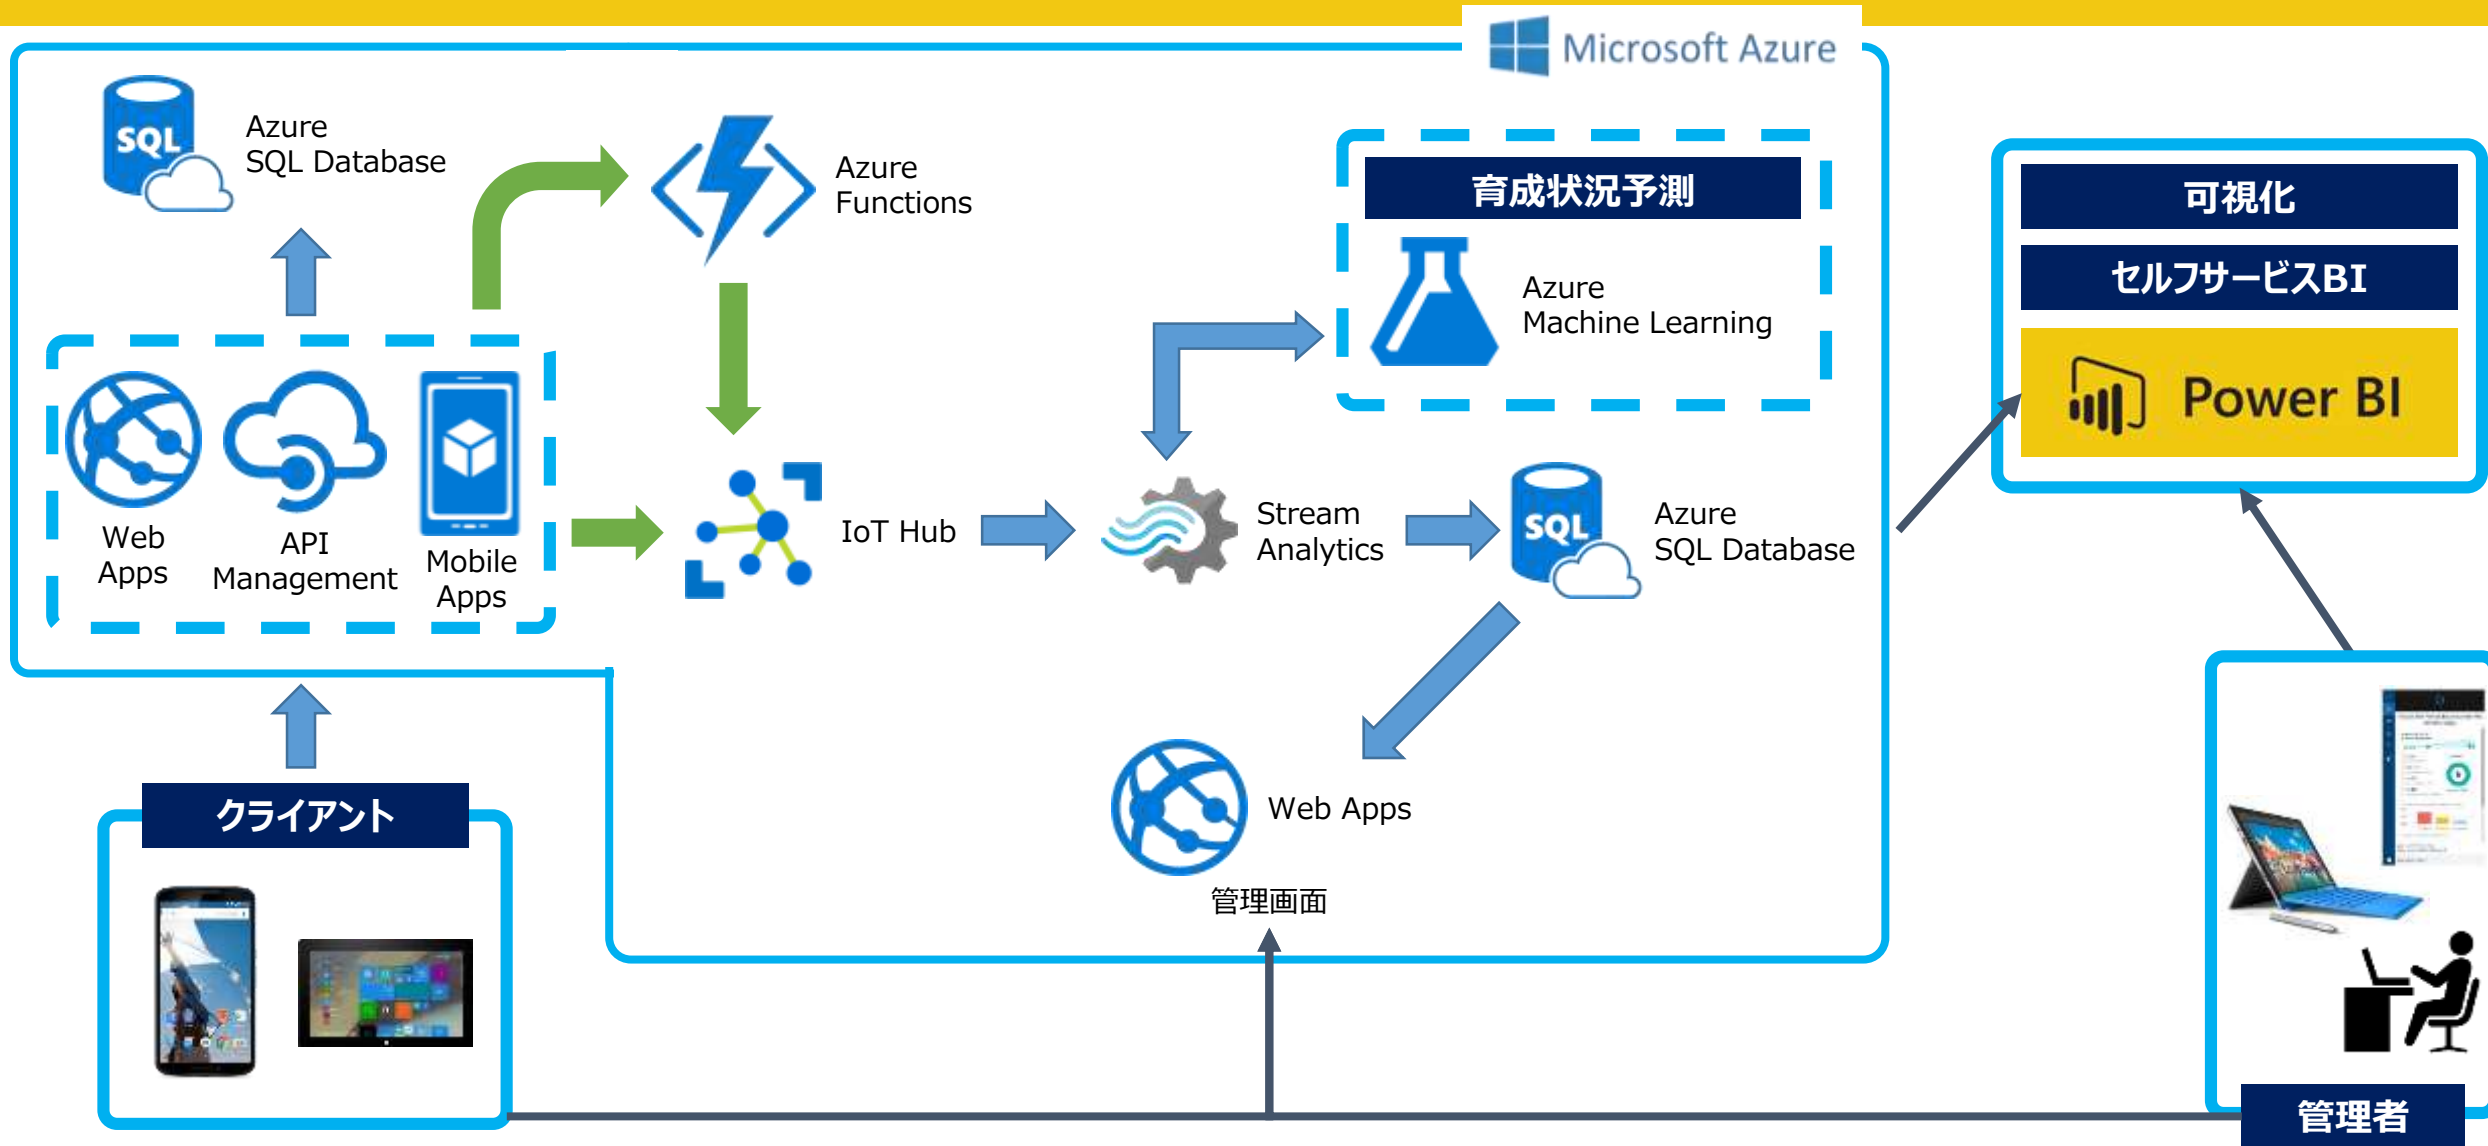 Microsoft Azure
Azure
SQL Database
SQL
Azure
Functions
育成状況予測
Azure
Machine Learning
可視化
セルフサービスBI
Power BI
Web
Apps
API
Management
Mobile
Apps
IoT Hub
Stream
Analytics
SQL
Azure
SQL Database
Web Apps
管理画面
クライアント
管理者